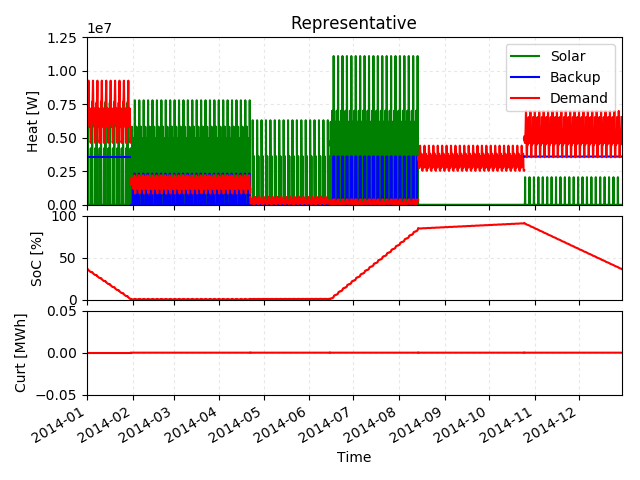 Representative
1e7
1.25
1.00
0.75
0.50
0.25
0.00
Heat [W]
Solar
Backup
Demand
100
50
0
SoC [%]
0.05
0.00
−0.05
Curt [MWh]
2014-01
2014-02
2014-03
2014-04
2014-05
2014-06
2014-07
2014-08
2014-09
2014-10
2014-11
2014-12
Time